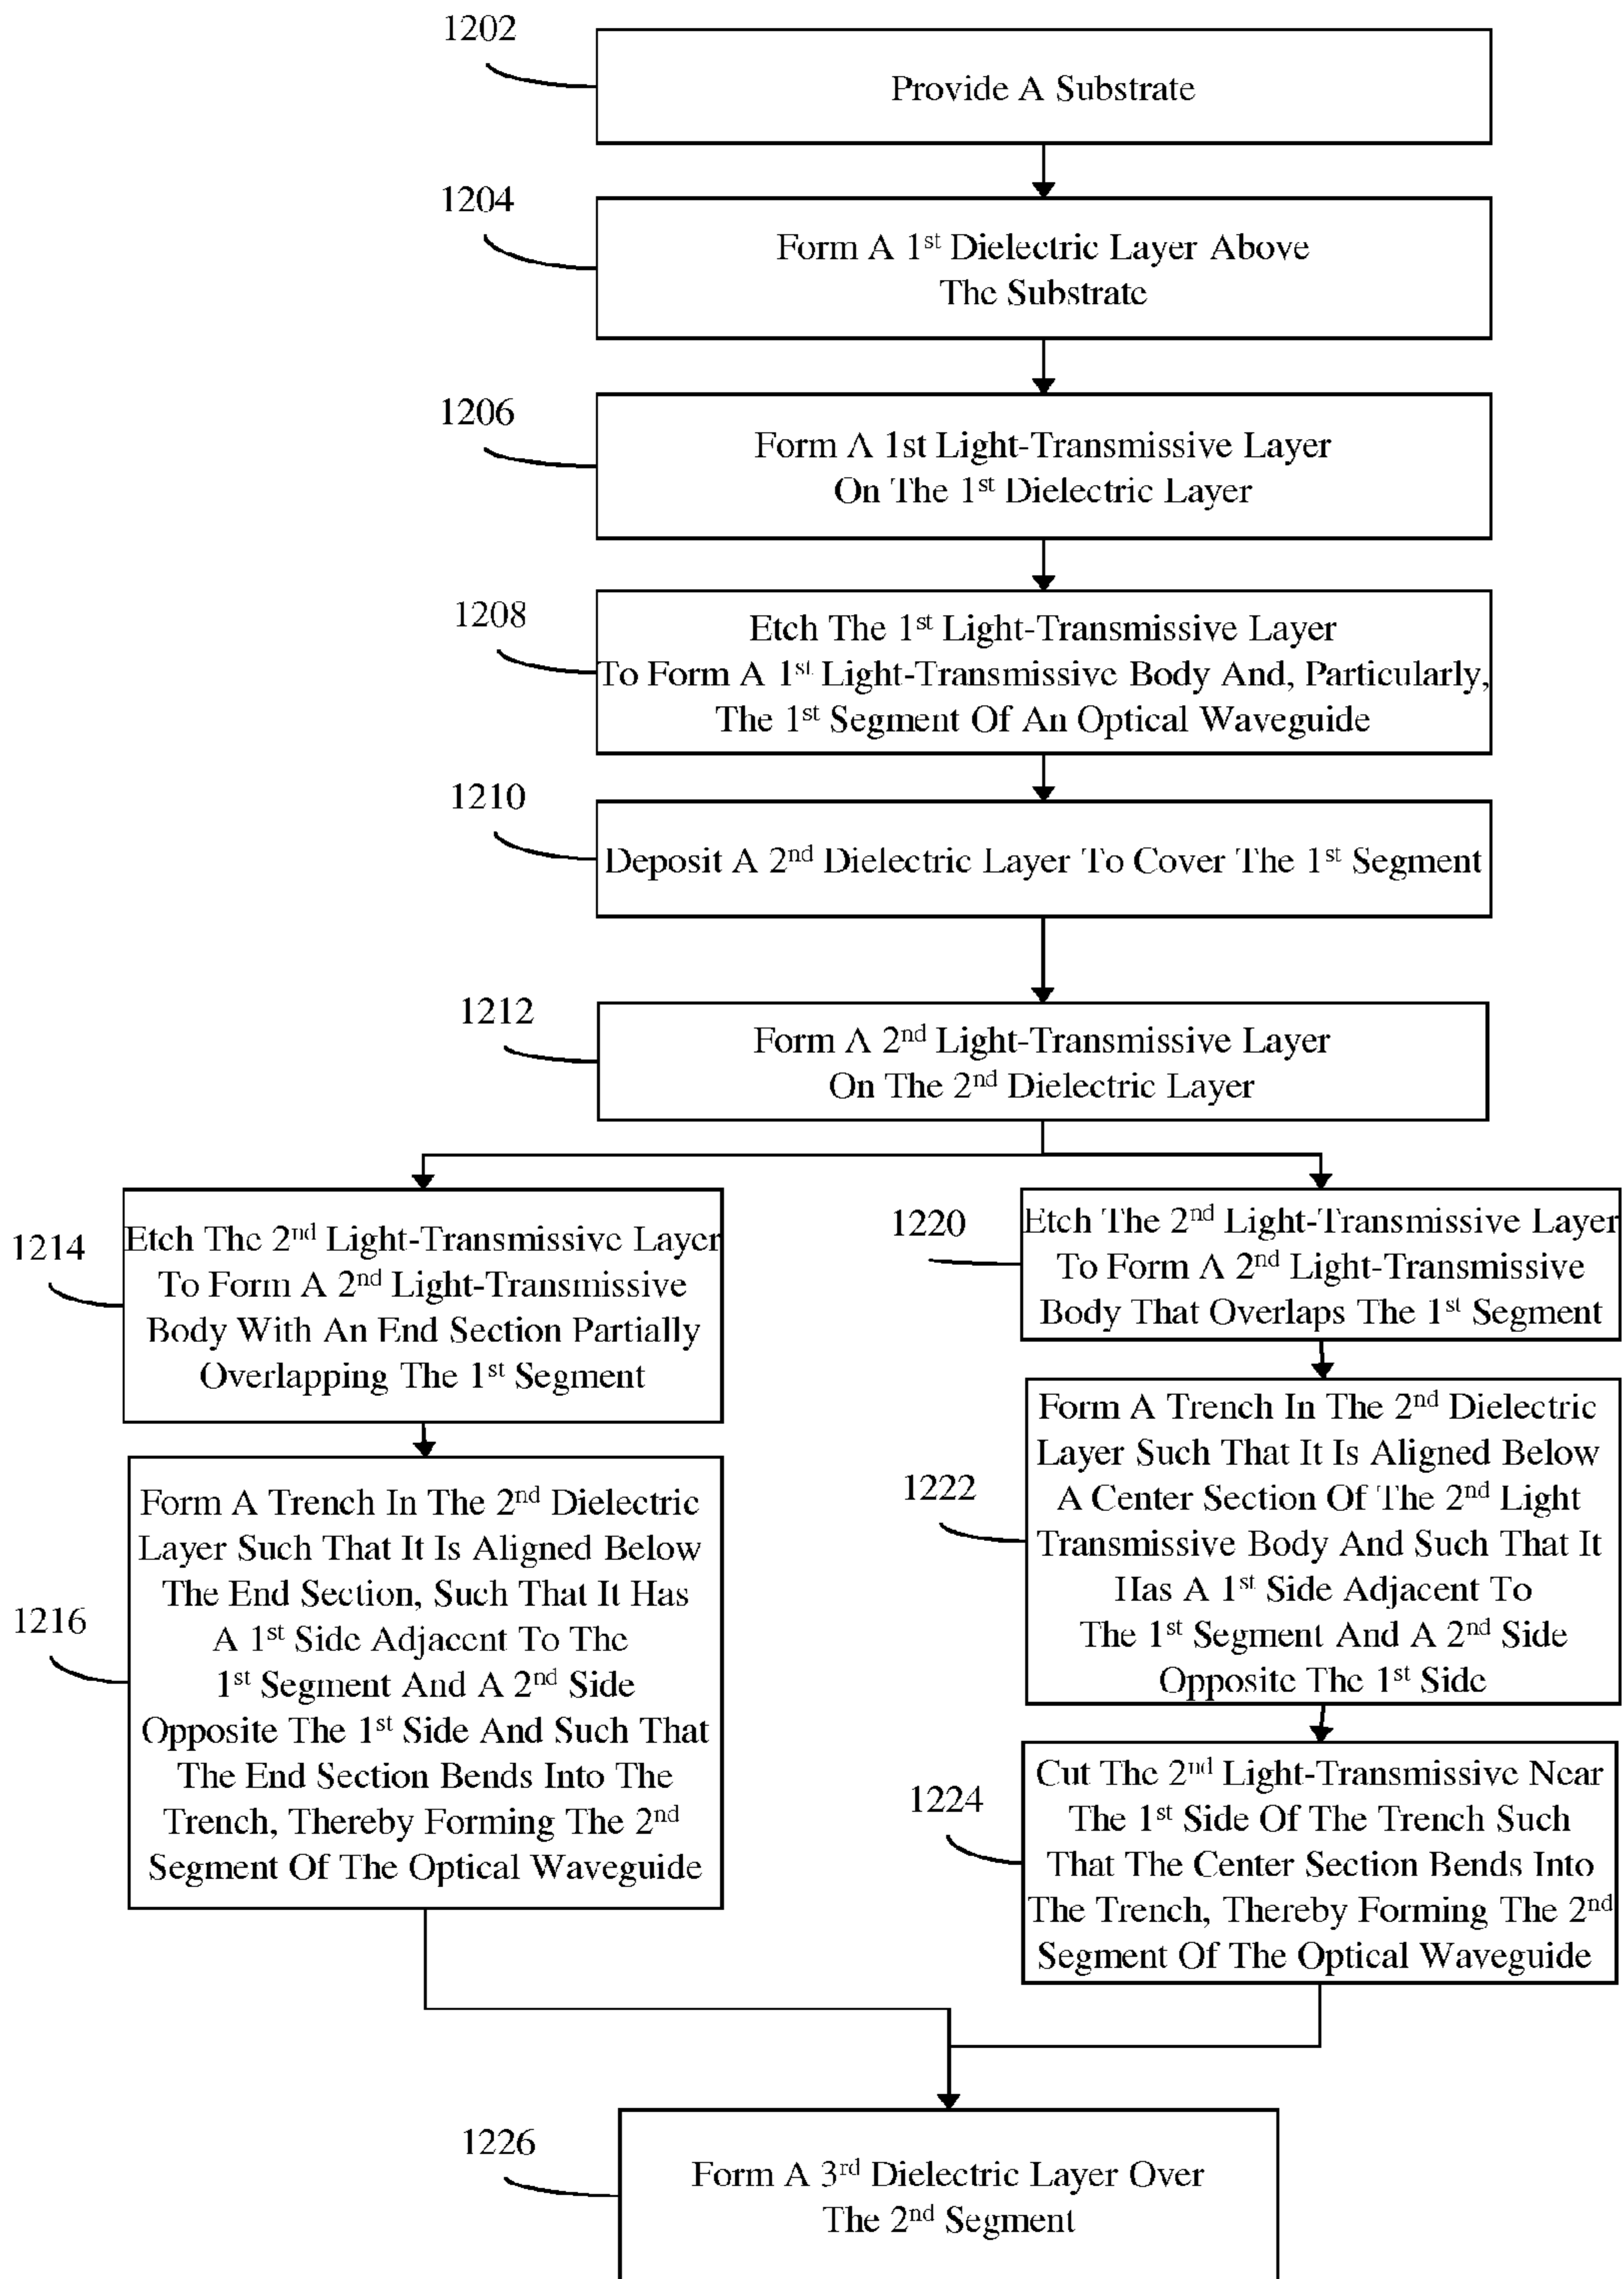 1202
Provide A Substrate
1204
Form A 1st Dielectric Layer Above
The Substrate
1206
Form A 1st Light-Transmissive Layer
On The 1st Dielectric Layer
1208
Etch The 1st Light-Transmissive Layer
To Form A 1st Light-Transmissive Body And, Particularly,
The 1st Segment Of An Optical Waveguide
1210
Deposit A 2nd Dielectric Layer To Cover The 1st Segment
1212
Form A 2nd Light-Transmissive Layer
On The 2nd Dielectric Layer
1214
Etch The 2nd Light-Transmissive Layer
To Form A 2nd Light-Transmissive
Body With An End Section Partially
Overlapping The 1st Segment
1216
Form A Trench In The 2nd Dielectric
Layer Such That It Is Aligned Below
The End Section, Such That It Has
A 1st Side Adjacent To The
1st Segment And A 2nd Side
Opposite The 1st Side And Such That
The End Section Bends Into The
Trench, Thereby Forming The 2nd
Segment Of The Optical Waveguide
1220
Etch The 2nd Light-Transmissive Layer
To Form A 2nd Light-Transmissive
Body That Overlaps The 1st Segment
1222
Form A Trench In The 2nd Dielectric
Layer Such That It Is Aligned Below
A Center Section Of The 2nd Light
Transmissive Body And Such That It
Has A 1st Side Adjacent To
The 1st Segment And A 2nd Side
Opposite The 1st Side
1224
Cut The 2nd Light-Transmissive Near
The 1st Side Of The Trench Such
That The Center Section Bends Into
The Trench, Thereby Forming The 2nd
Segment Of The Optical Waveguide
1226
Form A 3rd Dielectric Layer Over
The 2nd Segment